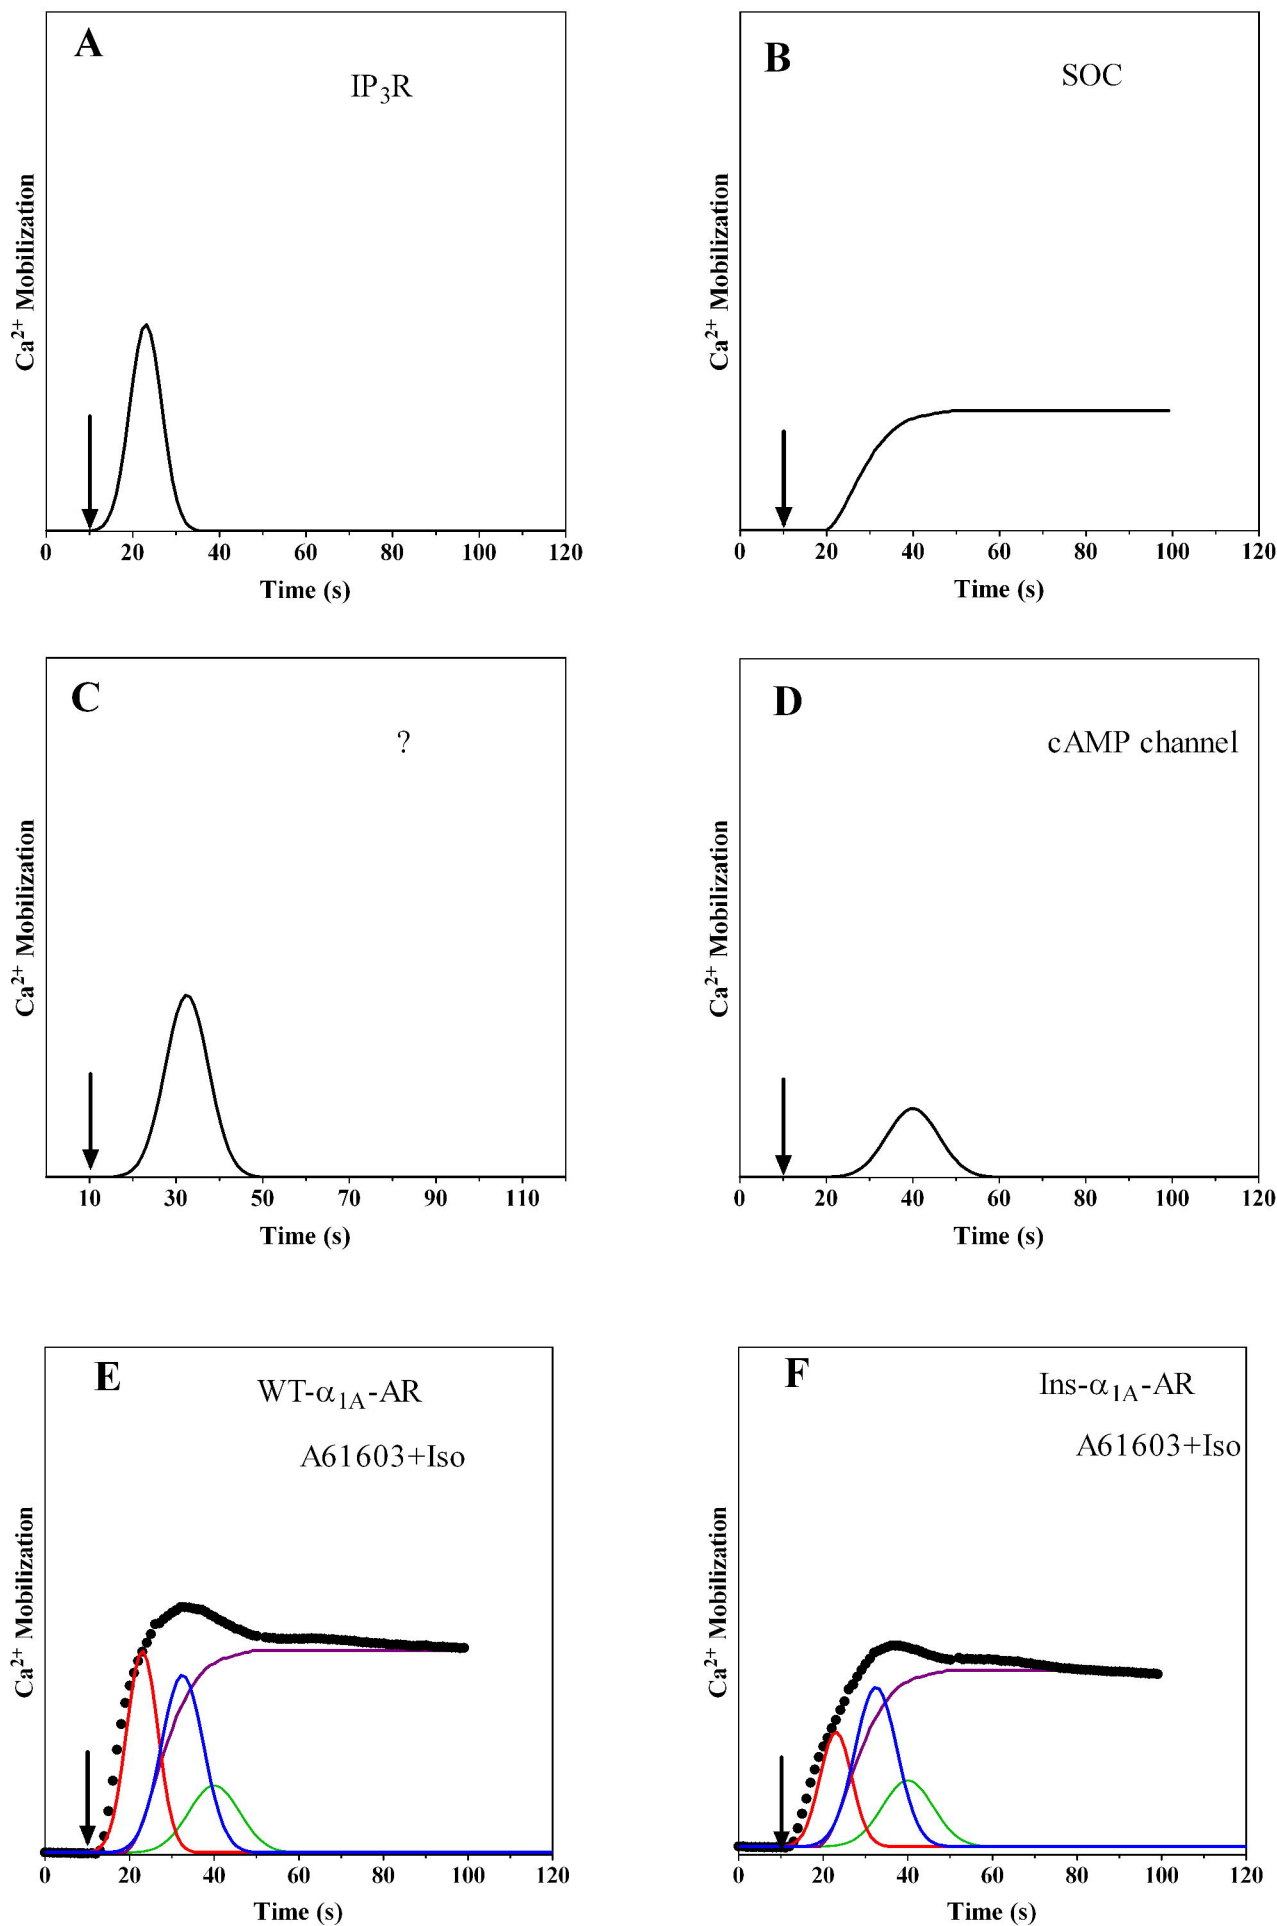 A
IP₃R
Ca²⁺ Mobilization
0 20 40 60 80 100 120
Time (s)
B
SOC
Ca²⁺ Mobilization
0 20 40 60 80 100 120
Time (s)
C
?
Ca²⁺ Mobilization
10 30 50 70 90 110
Time (s)
D
cAMP channel
Ca²⁺ Mobilization
0 20 40 60 80 100 120
Time (s)
E
WT-α₁A-AR
A61603+Iso
Ca²⁺ Mobilization
0 20 40 60 80 100 120
Time (s)
F
Ins-α₁A-AR
A61603+Iso
Ca²⁺ Mobilization
0 20 40 60 80 100 120
Time (s)